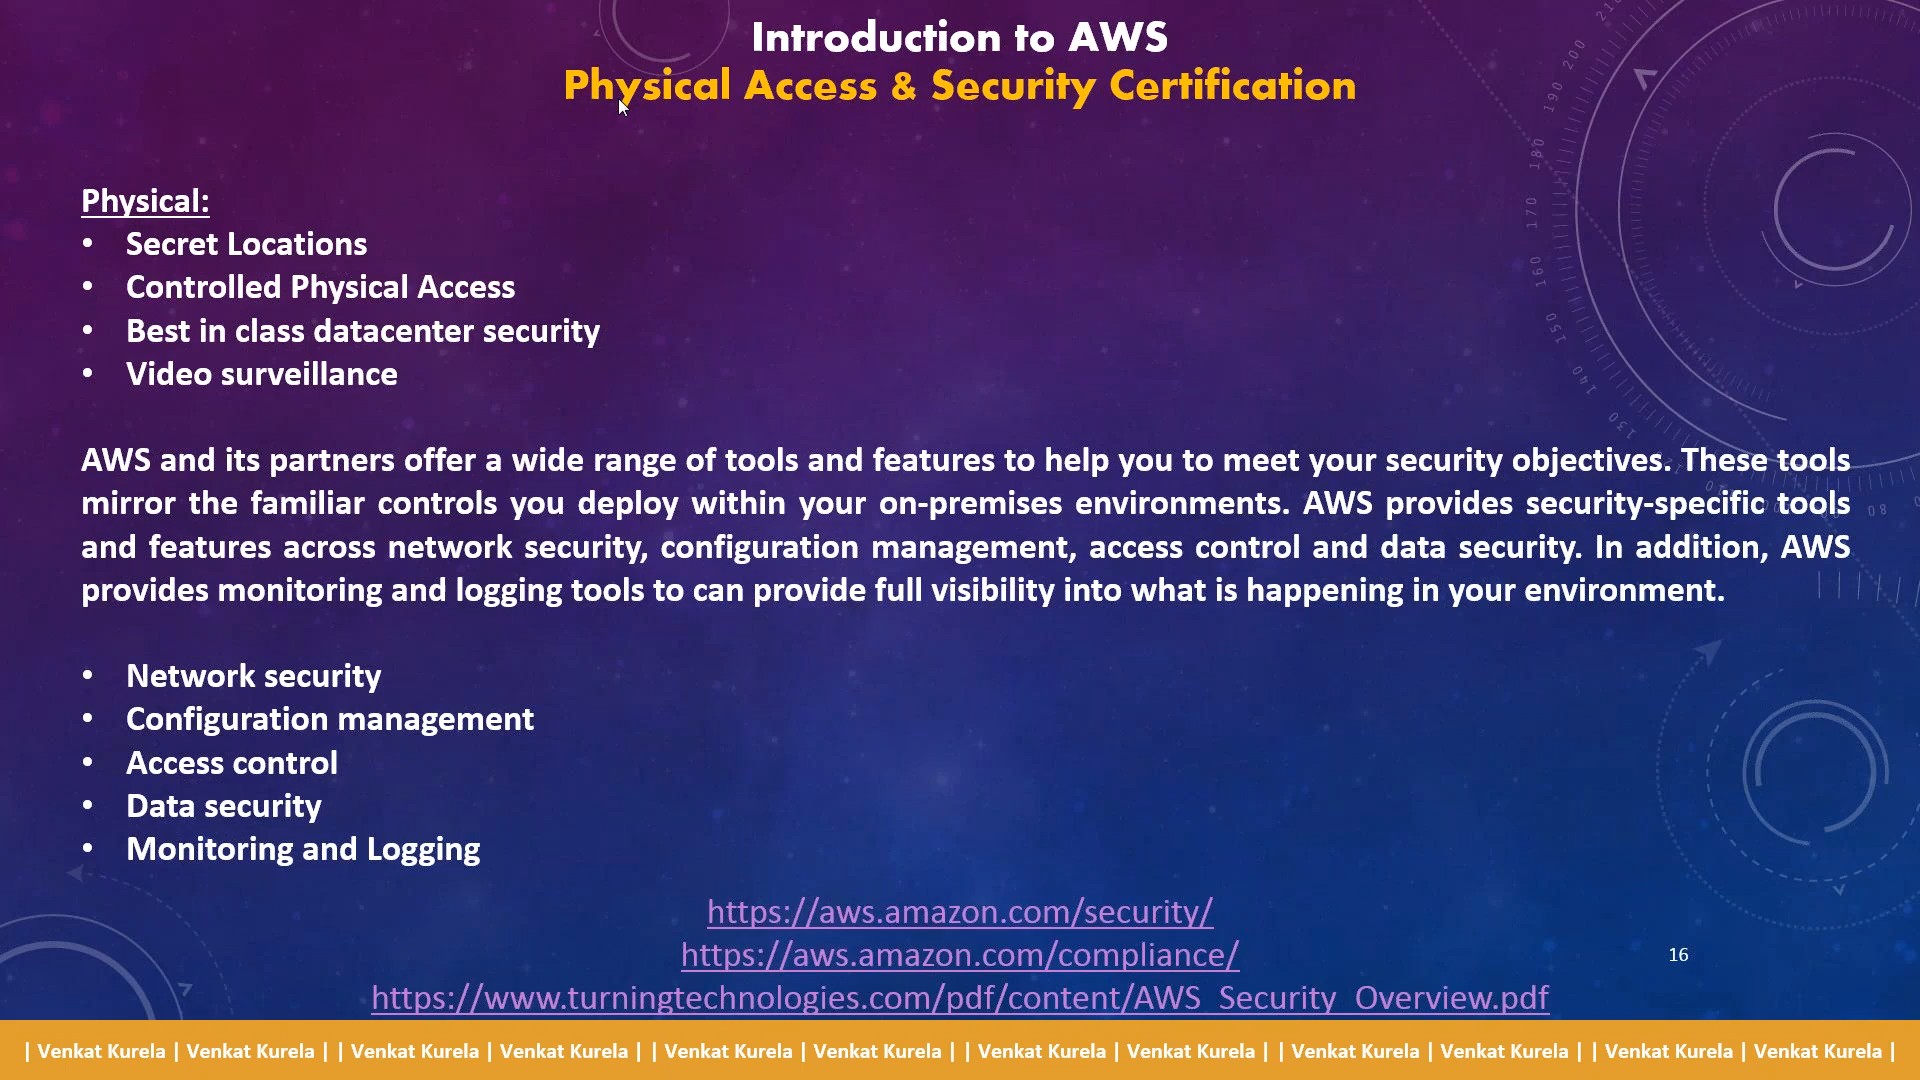 Introduction to AWS
Physical Access & Security Certification
Physical:
• Secret Locations
• Controlled Physical Access
• Best in class datacenter security
• Video surveillance
AWS and its partners offer a wide range of tools and features to help you to meet your security objectives. These tools
mirror the familiar controls you deploy within your on-premises environments. AWS provides security-specific tools
and features across network security, configuration management, access control and data security. In addition, AWS
provides monitoring and logging tools to can provide full visibility into what is happening in your environment.
• Network security
• Configuration management
• Access control
• Data security
• Monitoring and Logging
https://aws.amazon.com/security/
https://aws.amazon.com/compliance/
16
https://www.turningtechnologies.com/pdf/content/AWS_Security_Overview.pdf
| Venkat Kurela | Venkat Kurela | | Venkat Kurela | Venkat Kurela | | Venkat Kurela | Venkat Kurela | | Venkat Kurela | Venkat Kurela | | Venkat Kurela | Venkat Kurela | | Venkat Kurela | Venkat Kurela |